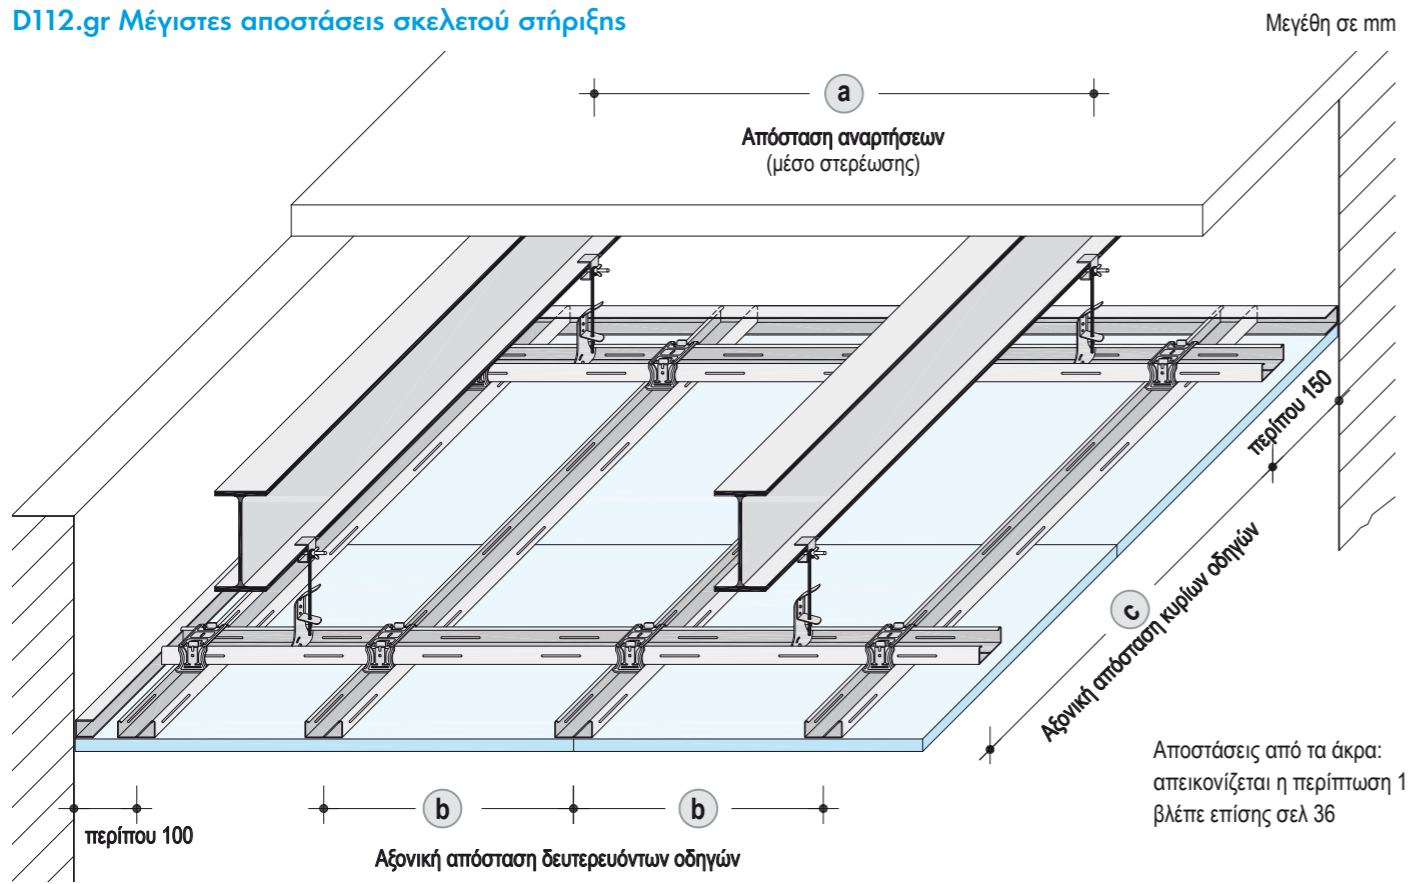 D112.gr Μέγιστες αποστάσεις σκελετού στήριξης
Μεγέθη σε mm
a
Απόσταση αναρτήσεων
(μέσο στερέωσης)
περίπου 150
c
Αξονική απόσταση κυρίων οδηγών
Αποστάσεις από τα άκρα:
απεικονίζεται η περίπτωση 1
βλέπε επίσης σελ 36
b
b
περίπου 100
Αξονική απόσταση δευτερευόντων οδηγών